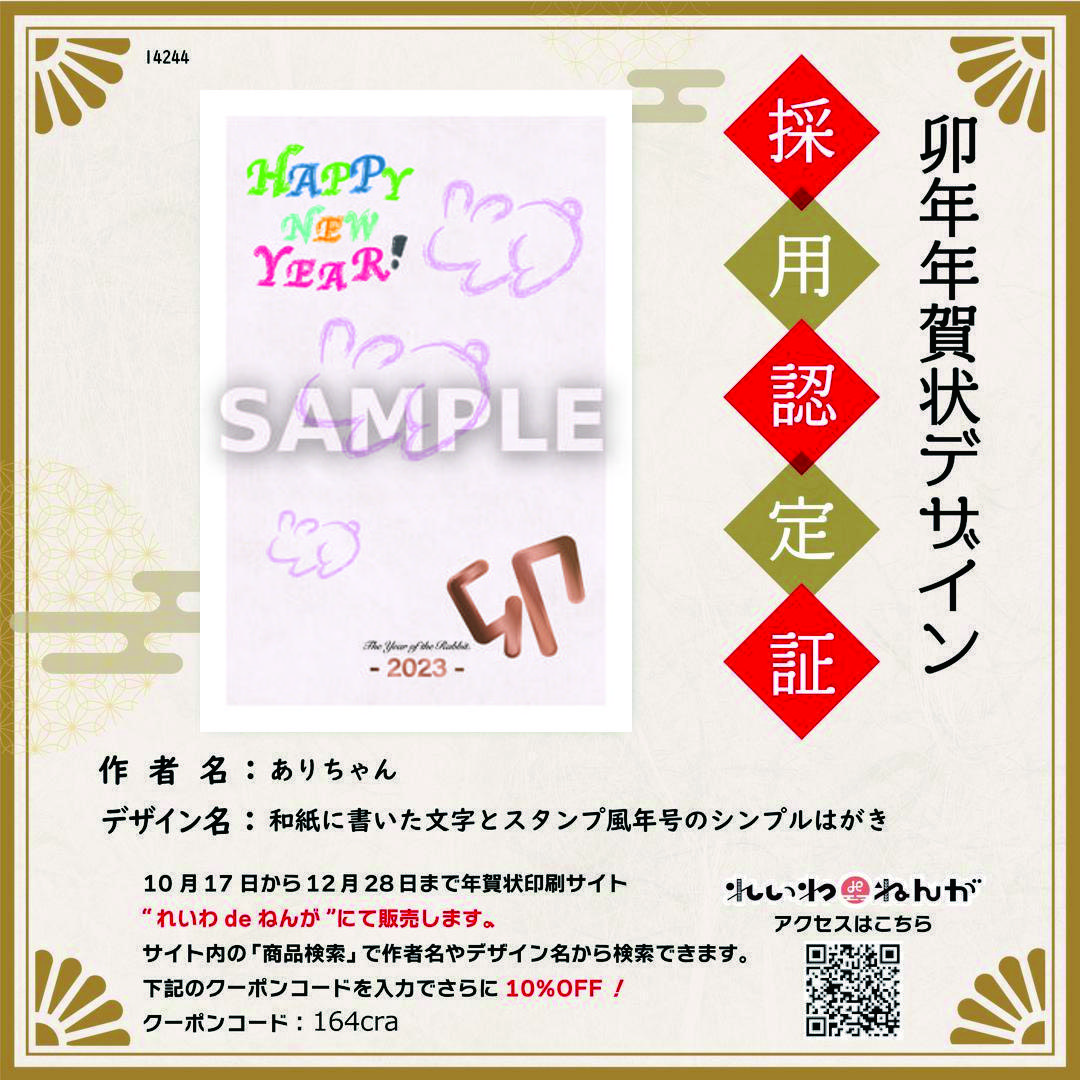 14244
卯年年賀状デザイン
採用認定証
HAPPY
NEW
YEAR!
SAMPLE
卯
The Year of the Rabbit.
- 2023 -
作者名：ありちゃん
デザイン名：和紙に書いた文字とスタンプ風年号のシンプルはがき
10月17日から12月28日まで年賀状印刷サイト
“れいわ de ねんが”にて販売します。
サイト内の「商品検索」で作者名やデザイン名から検索できます。
下記のクーポンコードを入力でさらに 10%OFF！
クーポンコード：164cra
れいわ de ねんが
アクセスはこちら